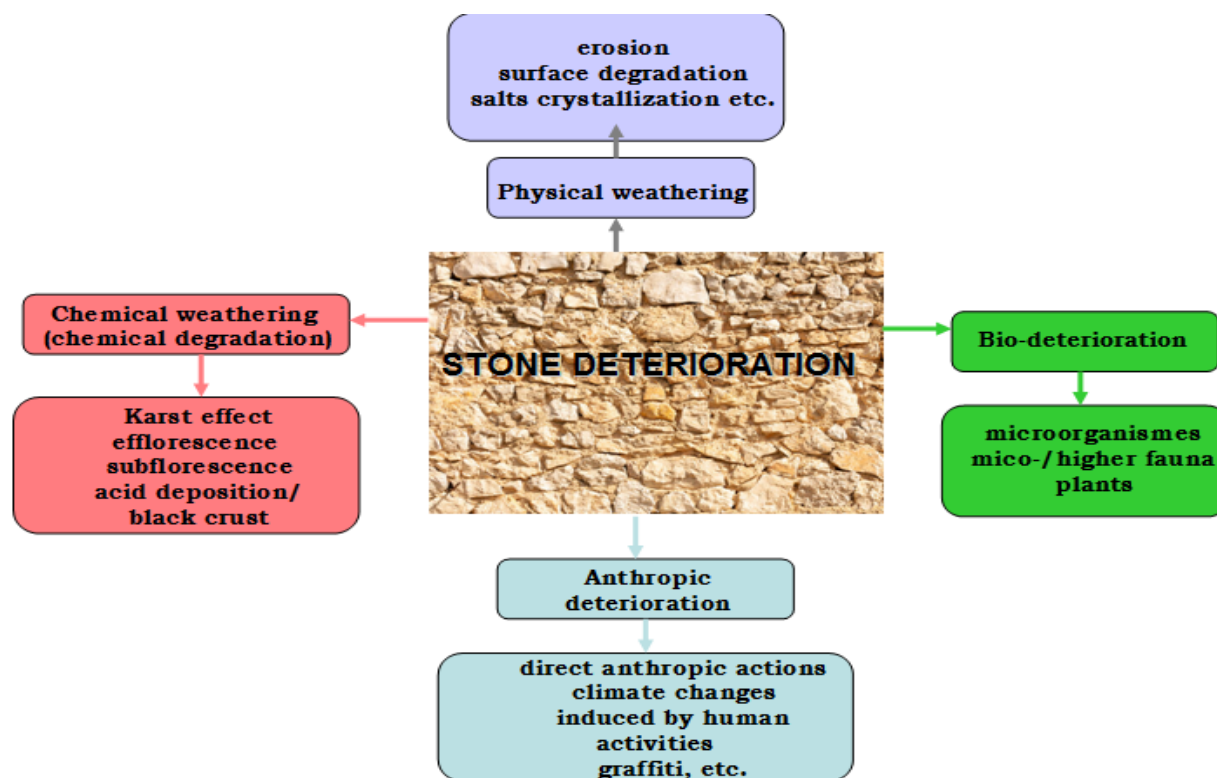 erosion
surface degradation
salts crystallization etc.
Physical weathering
Chemical weathering
(chemical degradation)
Karst effect
efflorescence
subflorescence
acid deposition/
black crust
STONE DETERIORATION
Bio-deterioration
microorganismes
mico-/higher fauna
plants
Anthropic
deterioration
direct anthropic actions
climate changes
induced by human
activities
graffiti, etc.